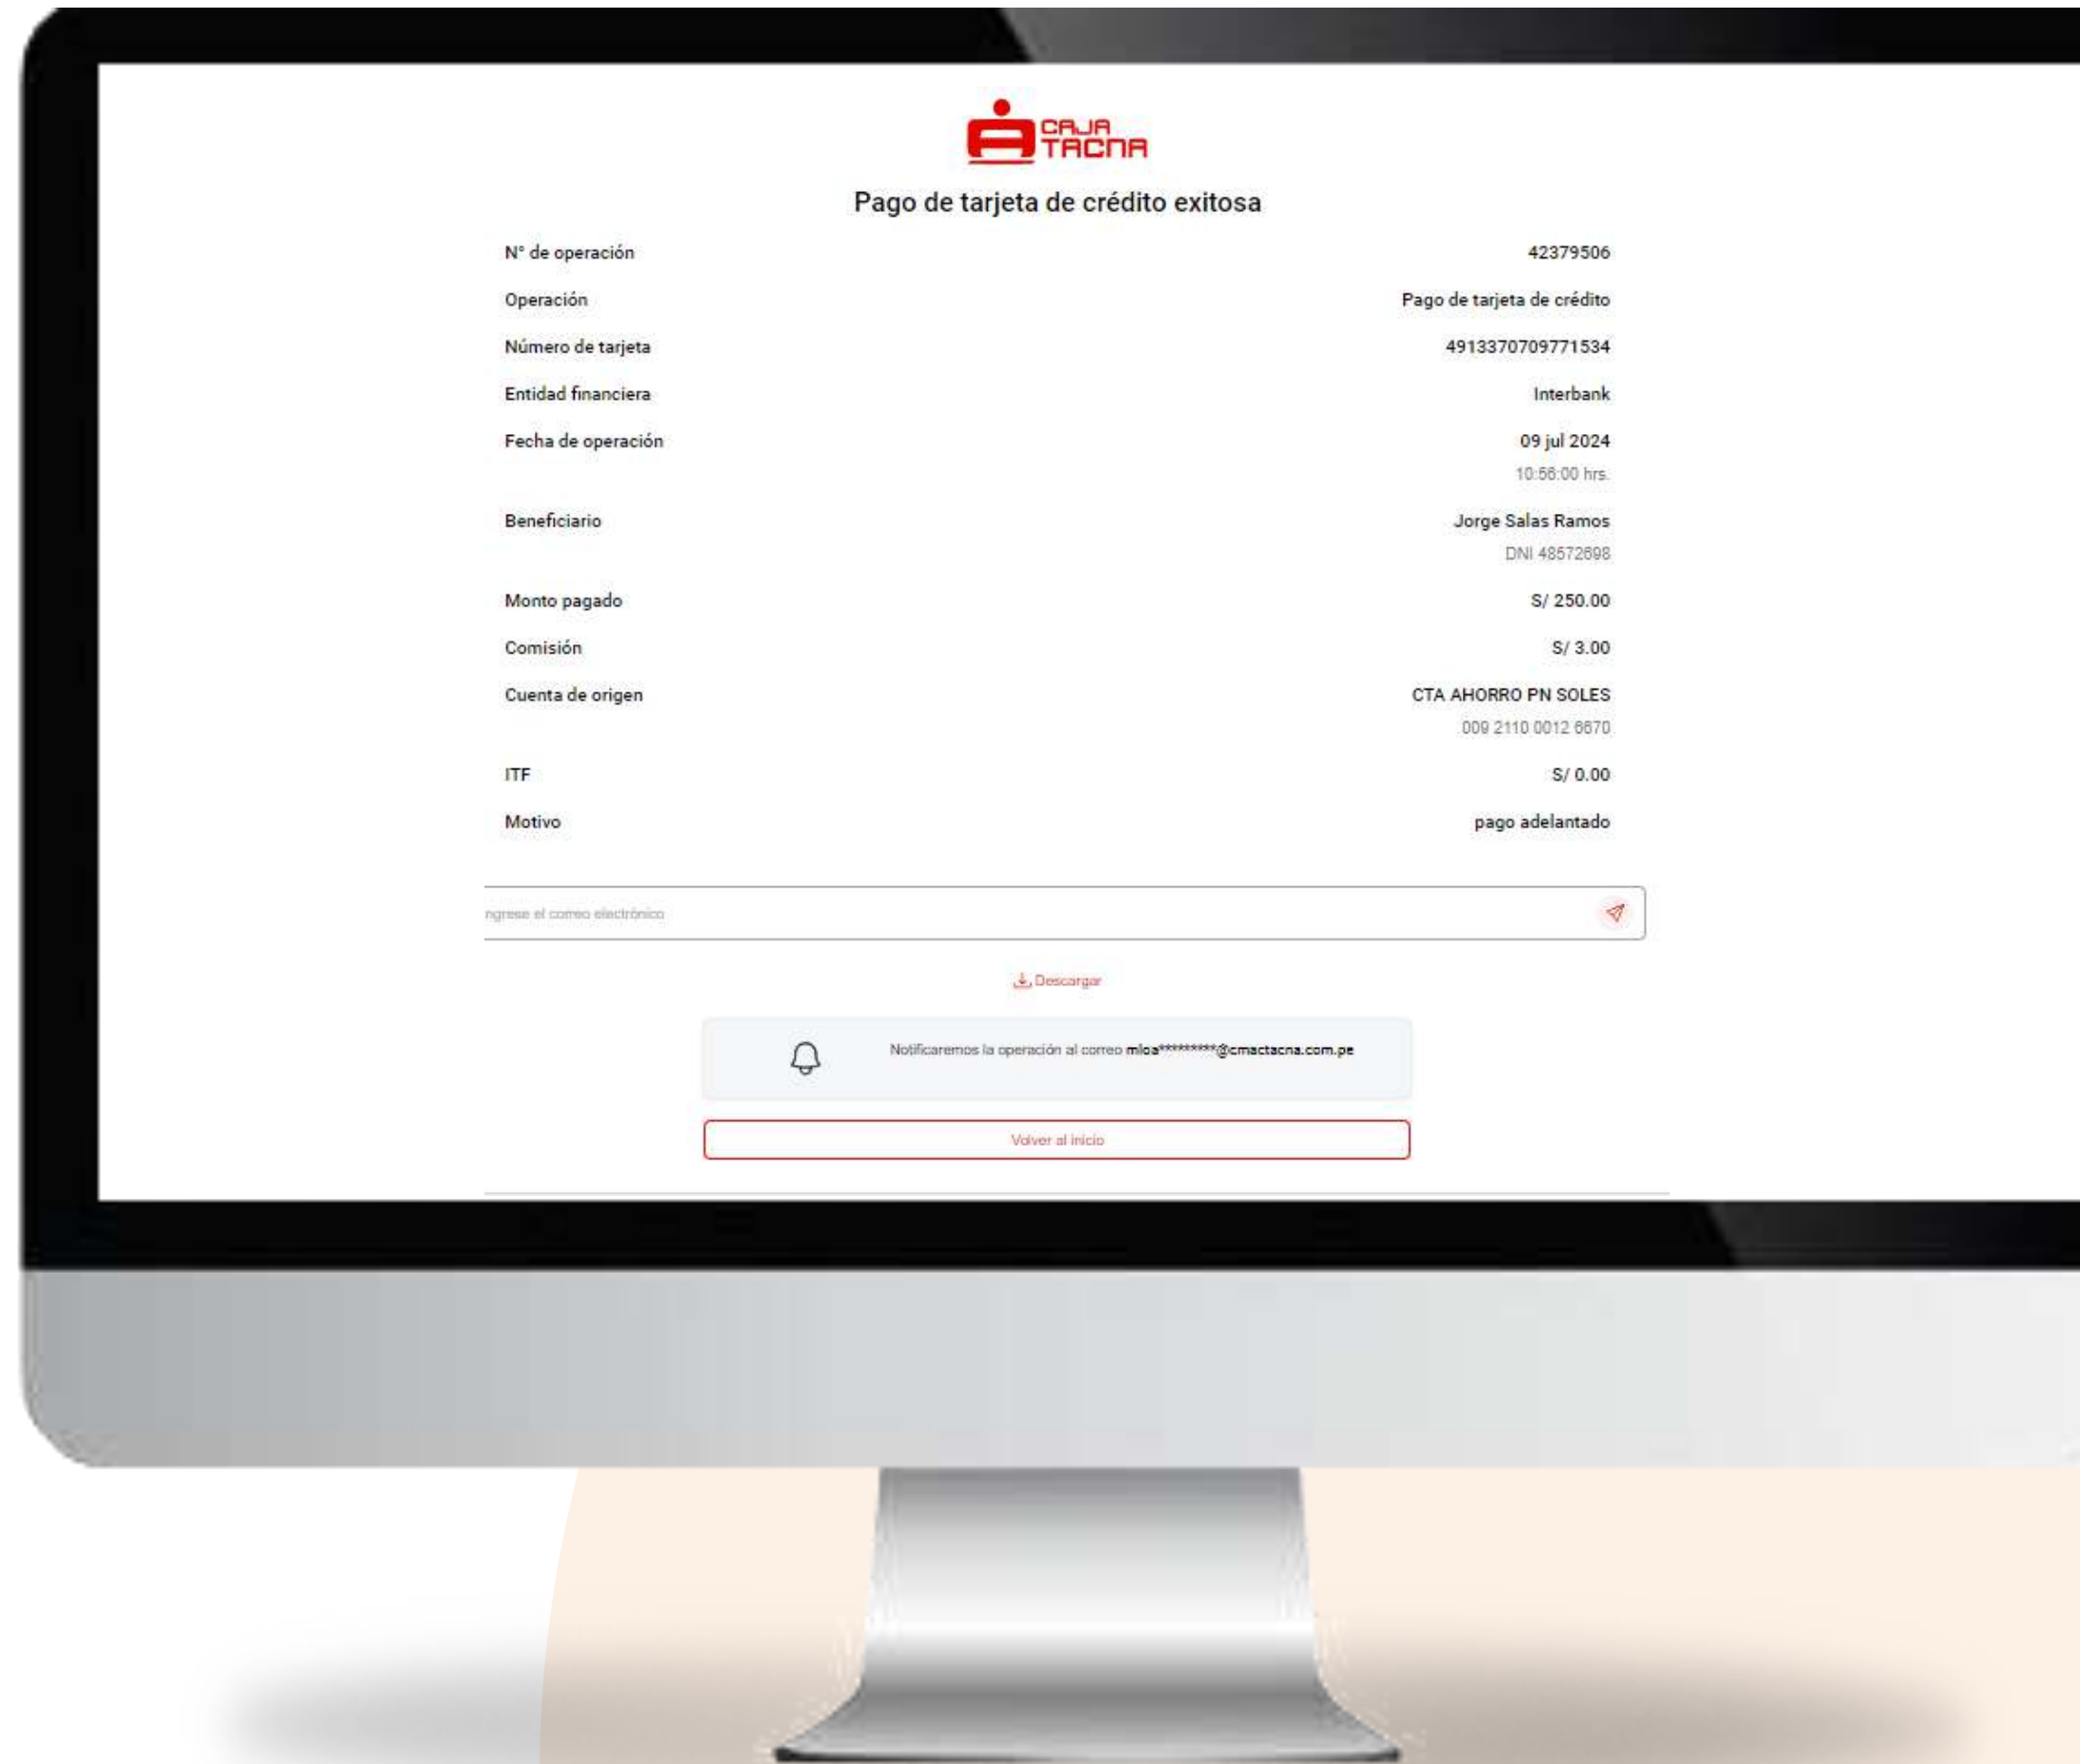 CAJA
TACNA
Pago de tarjeta de crédito exitosa
N° de operación 42379506
Operación Pago de tarjeta de crédito
Número de tarjeta 4913370709771534
Entidad financiera Interbank
Fecha de operación 09 jul 2024
10:56:00 hrs.
Beneficiario Jorge Salas Ramos
DNI 48572698
Monto pagado S/ 250.00
Comisión S/ 3.00
Cuenta de origen CTA AHORRO PN SOLES
009 2110 0012 6670
ITF S/ 0.00
Motivo pago adelantado
ngrese el correo electrónico
Descargar
Notificaremos la operación al correo mloa*********@cmactacna.com.pe
Volver al inicio